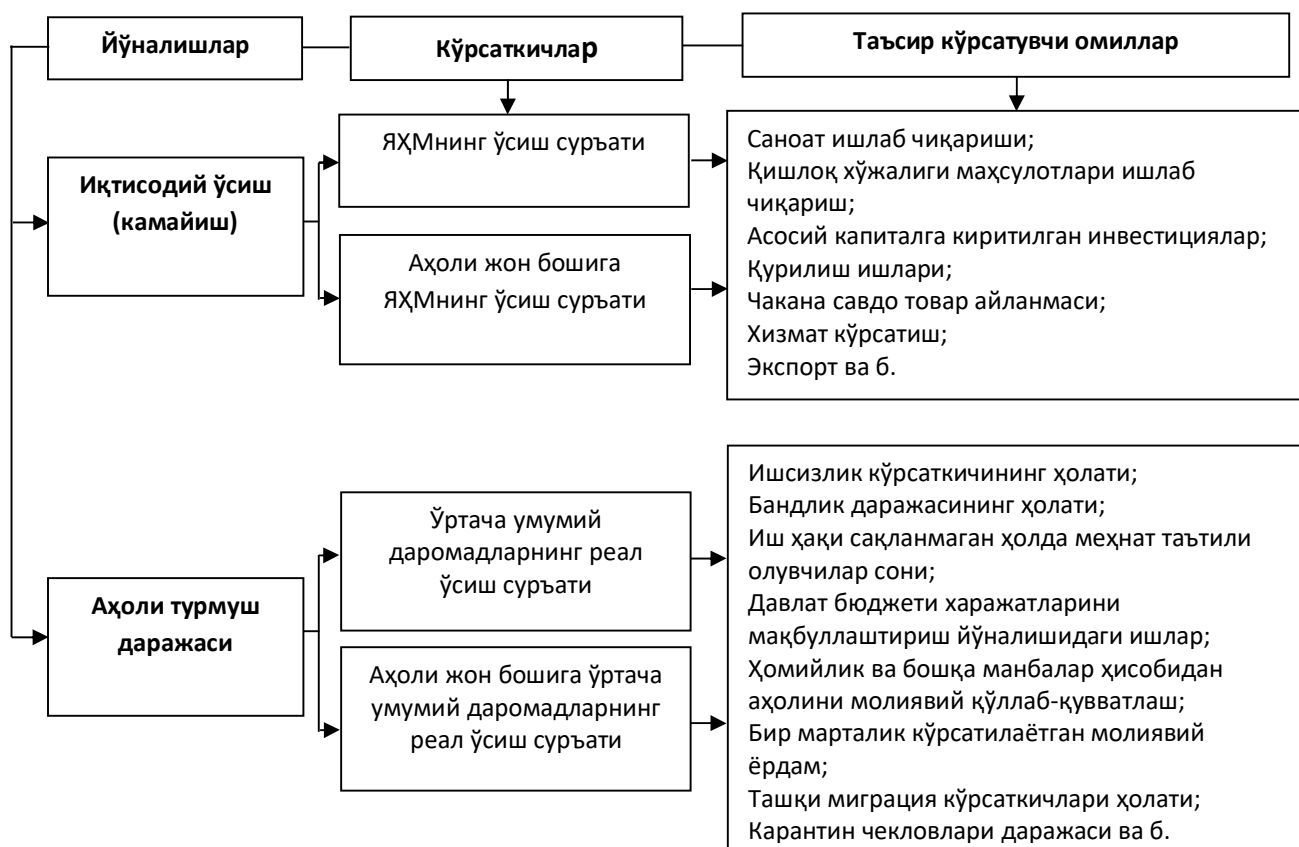 Йўналишлар
Кўрсаткичлар
Таъсир кўрсатувчи омиллар
Иқтисодий ўсиш
(камайиш)
ЯҲМнинг ўсиш суръати
Аҳоли жон бошига
ЯҲМнинг ўсиш суръати
Саноат ишлаб чиқариши;
Қишлоқ хўжалиги маҳсулотлари ишлаб
чиқариш;
Асосий капиталга киритилган инвестициялар;
Қурилиш ишлари;
Чакана савдо товар айланмаси;
Хизмат кўрсатиш;
Экспорт ва б.
Аҳоли турмуш
даражаси
Ўртача умумий
даромадларнинг реал
ўсиш суръати
Аҳоли жон бошига ўртача
умумий даромадларнинг
реал ўсиш суръати
Ишсизлик кўрсаткичининг ҳолати;
Бандлик даражасининг ҳолати;
Иш ҳақи сақланмаган ҳолда меҳнат таътили
олувчилар сони;
Давлат бюджети харажатларини
мақбуллаштириш йўналишидаги ишлар;
Ҳомийлик ва бошқа манбалар ҳисобидан
аҳолини молиявий қўллаб-қувватлаш;
Бир марталик кўрсатилаётган молиявий
ёрдам;
Ташқи миграция кўрсаткичлари ҳолати;
Карантин чекловлари даражаси ва б.